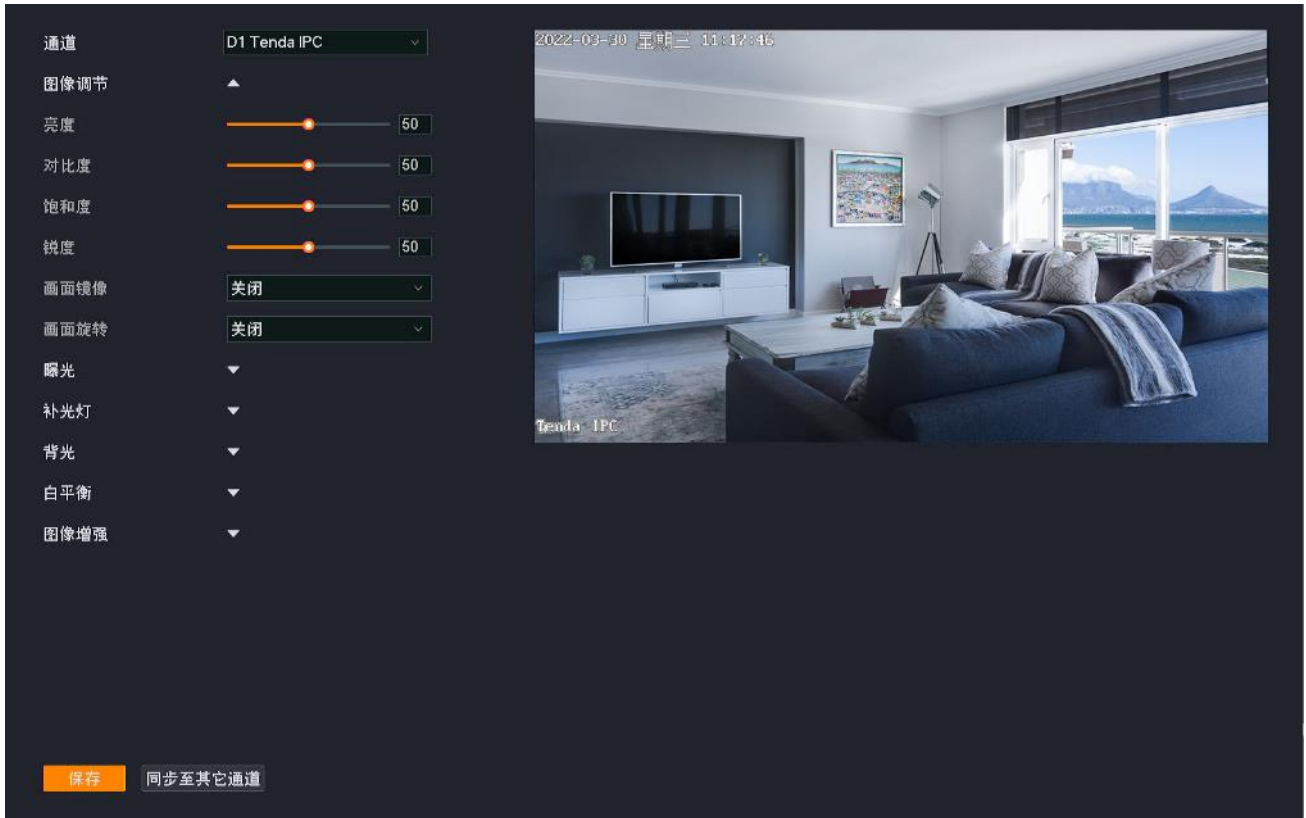 通道 D1 Tenda IPC
图像调节
亮度 50
对比度 50
饱和度 50
锐度 50
画面镜像 关闭
画面旋转 关闭
曝光
补光灯
背光
白平衡
图像增强
保存 同步至其它通道
2022-03-30 星期三 11:17:46
Tenda IPC